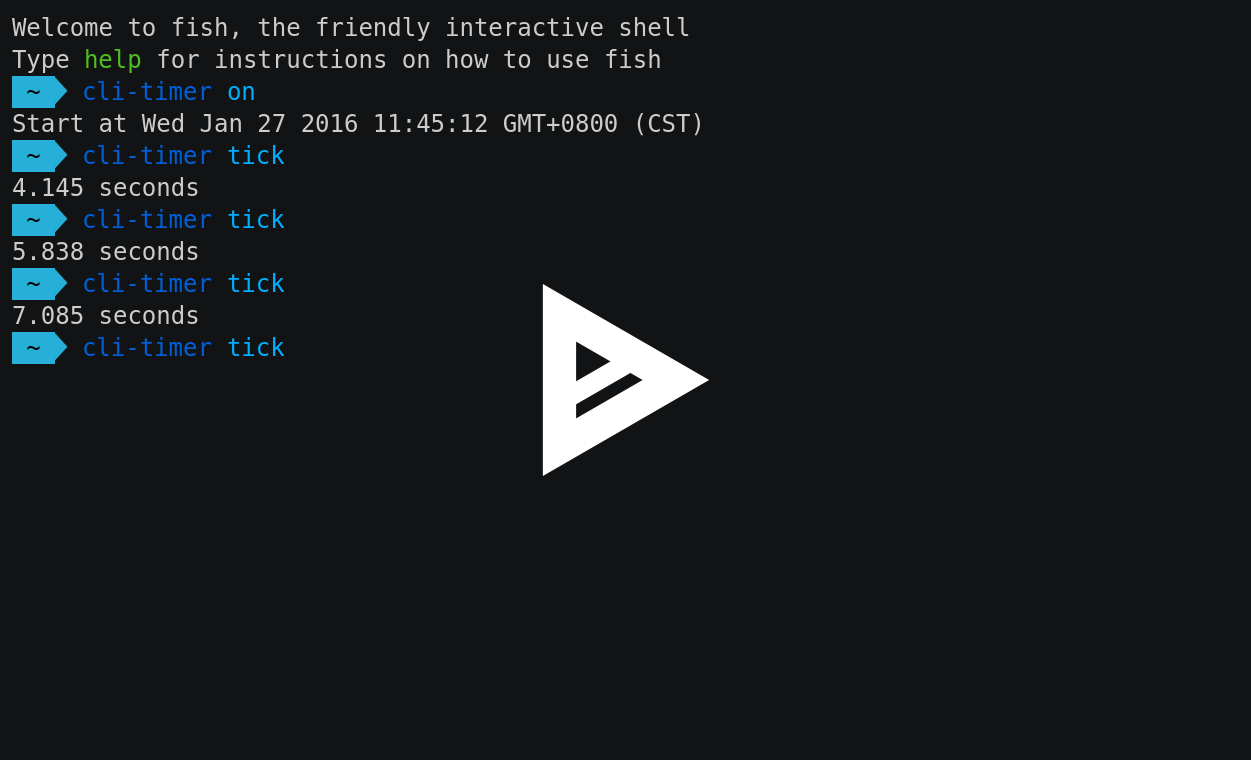 Welcome to fish, the friendly interactive shell
Type help for instructions on how to use fish
~ cli-timer on
Start at Wed Jan 27 2016 11:45:12 GMT+0800 (CST)
~ cli-timer tick
4.145 seconds
~ cli-timer tick
5.838 seconds
~ cli-timer tick
7.085 seconds
~ cli-timer tick